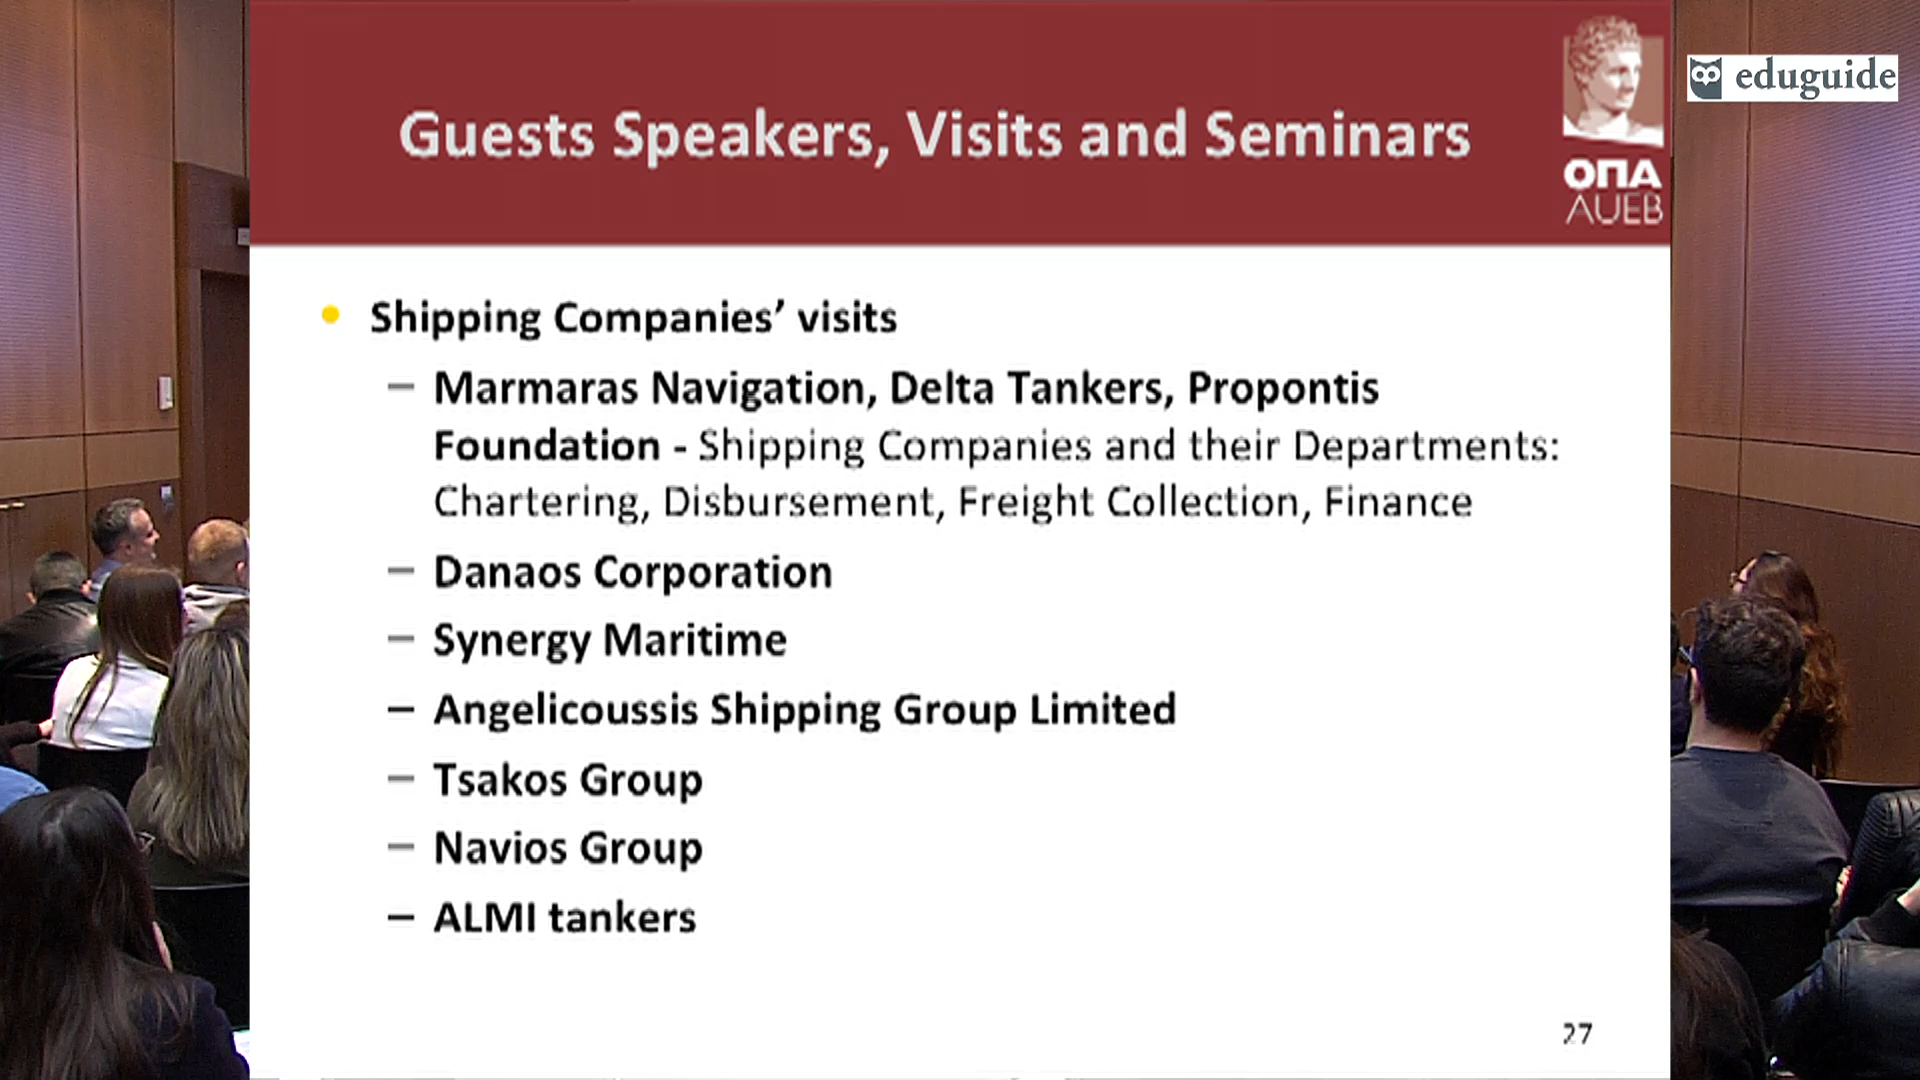 Guests Speakers, Visits and Seminars
ΟΠΑ
AUEB
eduguide
• Shipping Companies’ visits
– Marmaras Navigation, Delta Tankers, Propontis
Foundation - Shipping Companies and their Departments:
Chartering, Disbursement, Freight Collection, Finance
– Danaos Corporation
– Synergy Maritime
– Angelicoussis Shipping Group Limited
– Tsakos Group
– Navios Group
– ALMI tankers
27